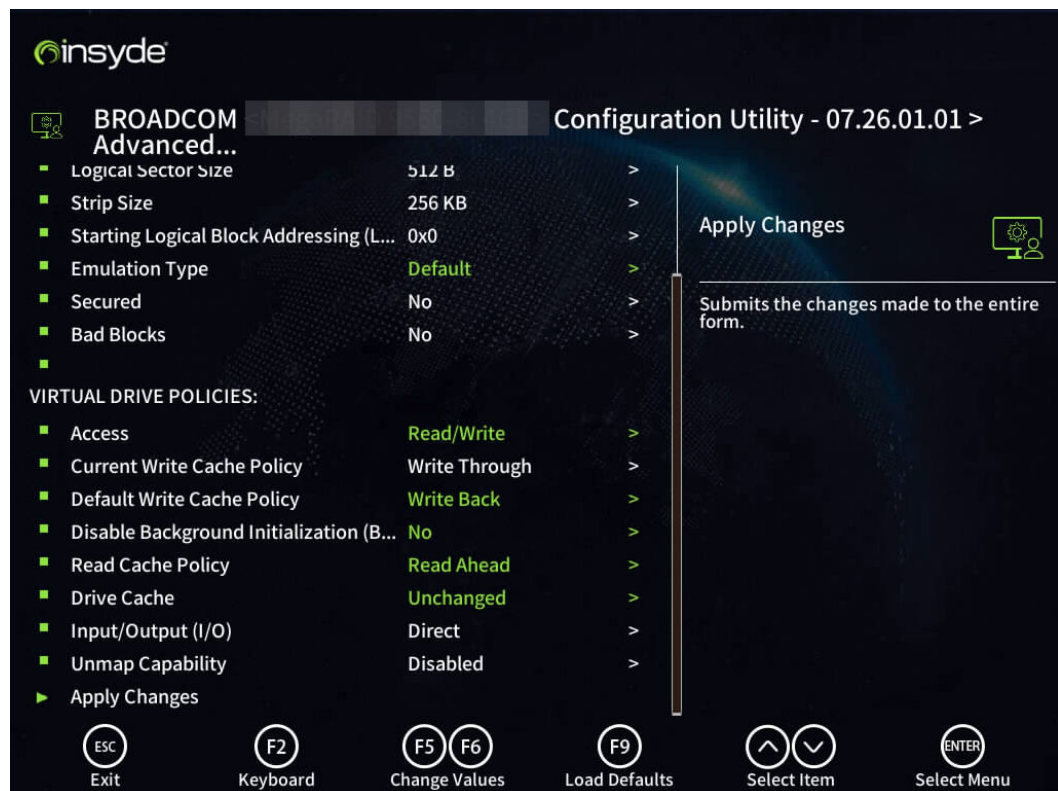 insyde
BROADCOM Configuration Utility - 07.26.01.01 >
Advanced...
Logical Sector Size 512 B >
Strip Size 256 KB >
Starting Logical Block Addressing (L... 0x0 >
Emulation Type Default >
Secured No >
Bad Blocks No >
VIRTUAL DRIVE POLICIES:
Access Read/Write >
Current Write Cache Policy Write Through >
Default Write Cache Policy Write Back >
Disable Background Initialization (B... No >
Read Cache Policy Read Ahead >
Drive Cache Unchanged >
Input/Output (I/O) Direct >
Unmap Capability Disabled >
Apply Changes
Apply Changes
Submits the changes made to the entire
form.
ESC F2 F5 F6 F9 ENTER
Exit Keyboard Change Values Load Defaults Select Item Select Menu